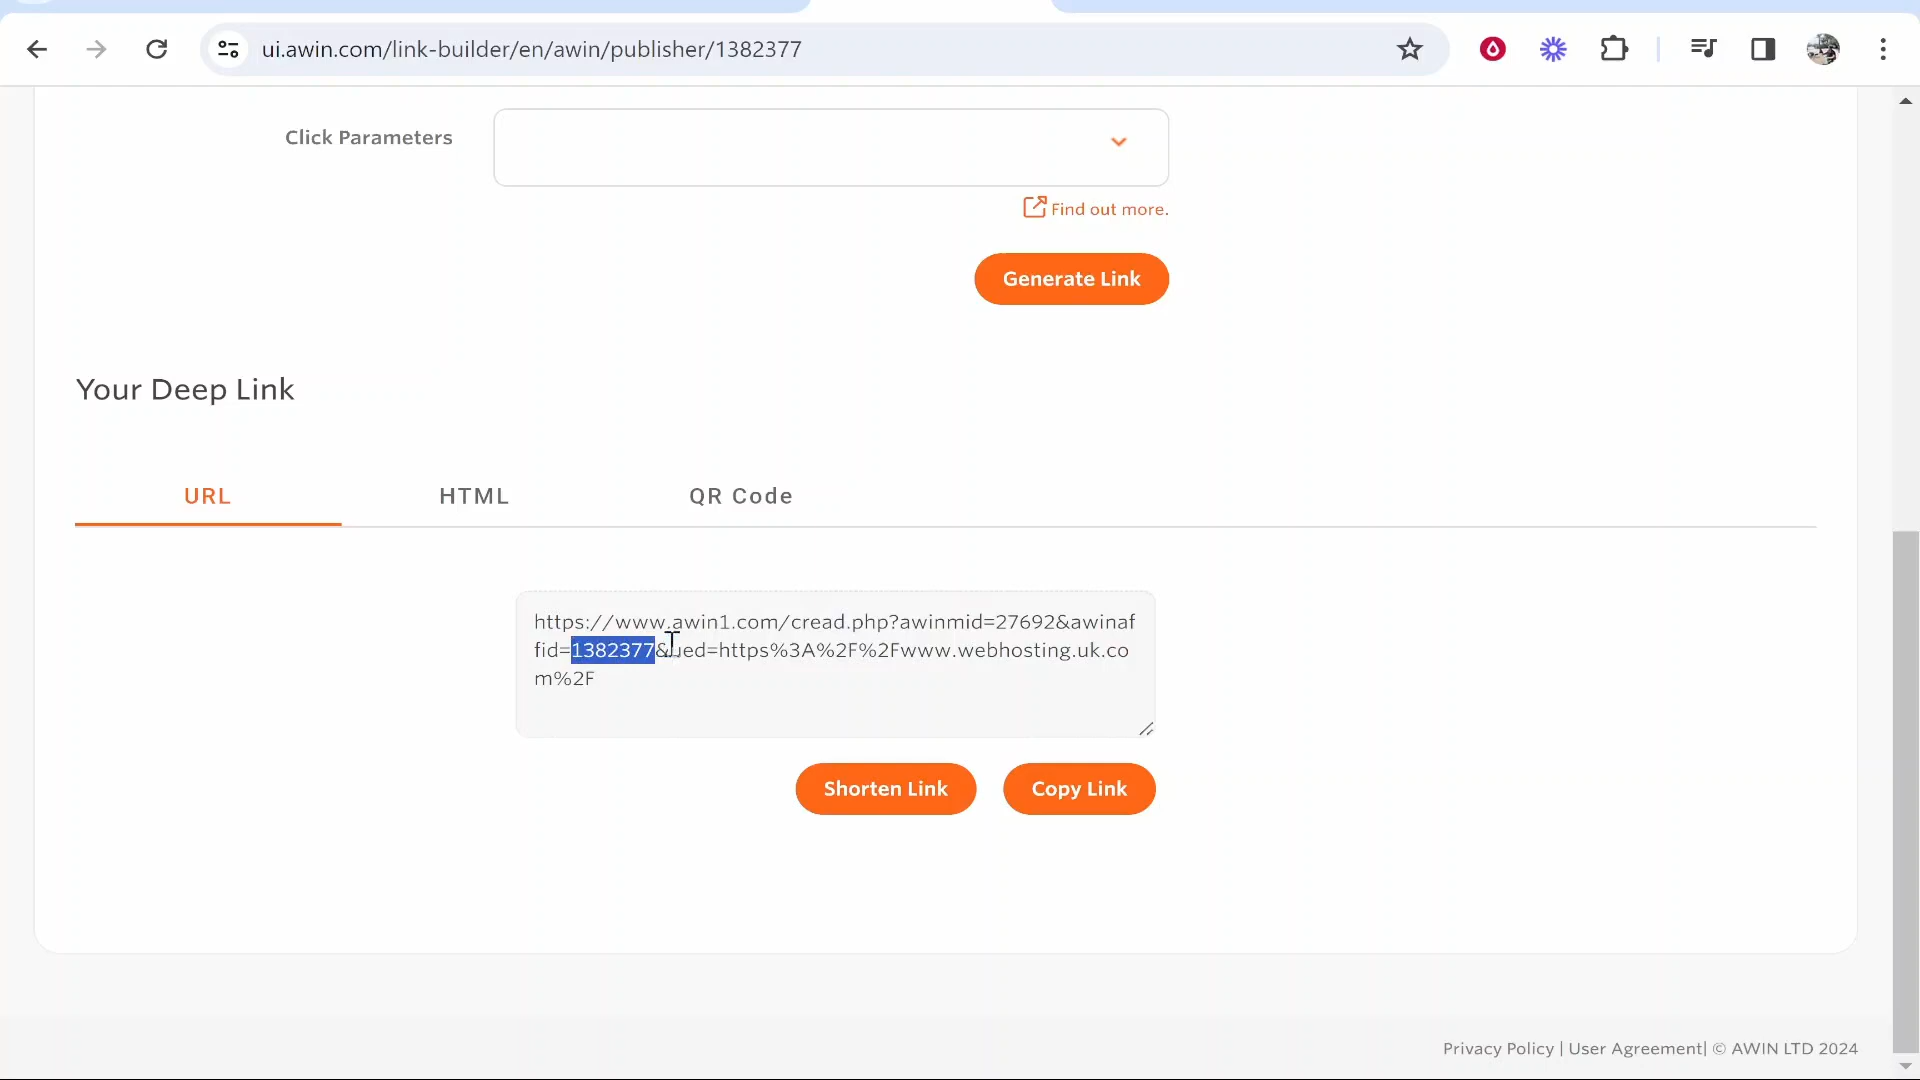 ui.awin.com/link-builder/en/awin/publisher/1382377
Click Parameters
Find out more.
Generate Link
Your Deep Link
URL
HTML
QR Code
https://www.awin1.com/cread.php?awinmid=27692&awinaf
fid=1382377&ued=https%3A%2F%2Fwww.webhosting.uk.co
m%2F
Shorten Link
Copy Link
Privacy Policy | User Agreement| © AWIN LTD 2024